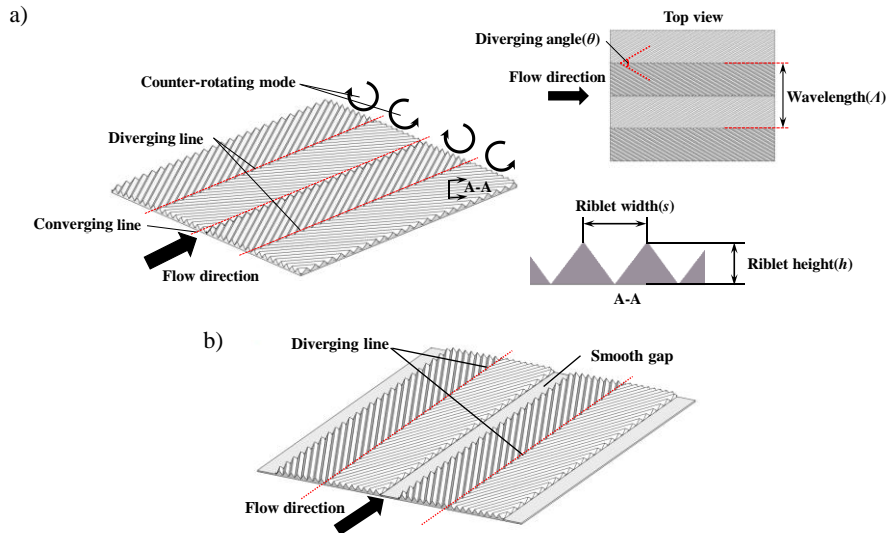 a)
Counter-rotating mode
Diverging line
Converging line
Flow direction
A-A
Top view
Diverging angle(θ)
Flow direction
Wavelength(Λ)
Riblet width(s)
Riblet height(h)
A-A
b)
Diverging line
Smooth gap
Flow direction